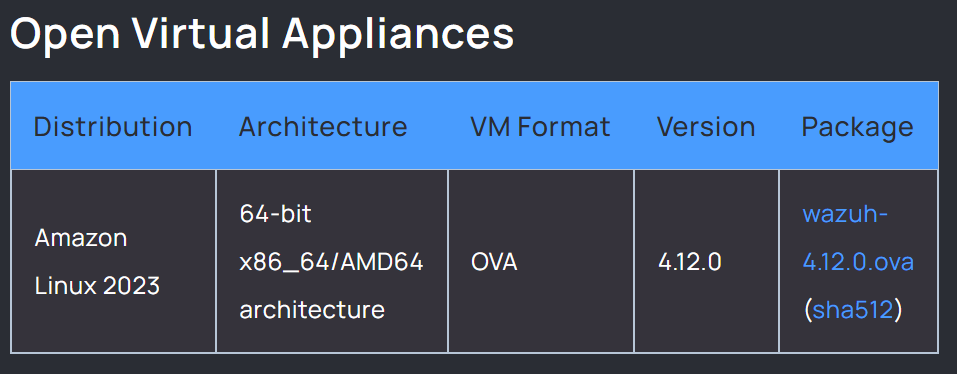 Open Virtual Appliances
Distribution Architecture VM Format Version Package
Amazon
Linux 2023
64-bit
x86_64/AMD64
architecture
OVA
4.12.0
wazuh-
4.12.0.ova
(sha512)